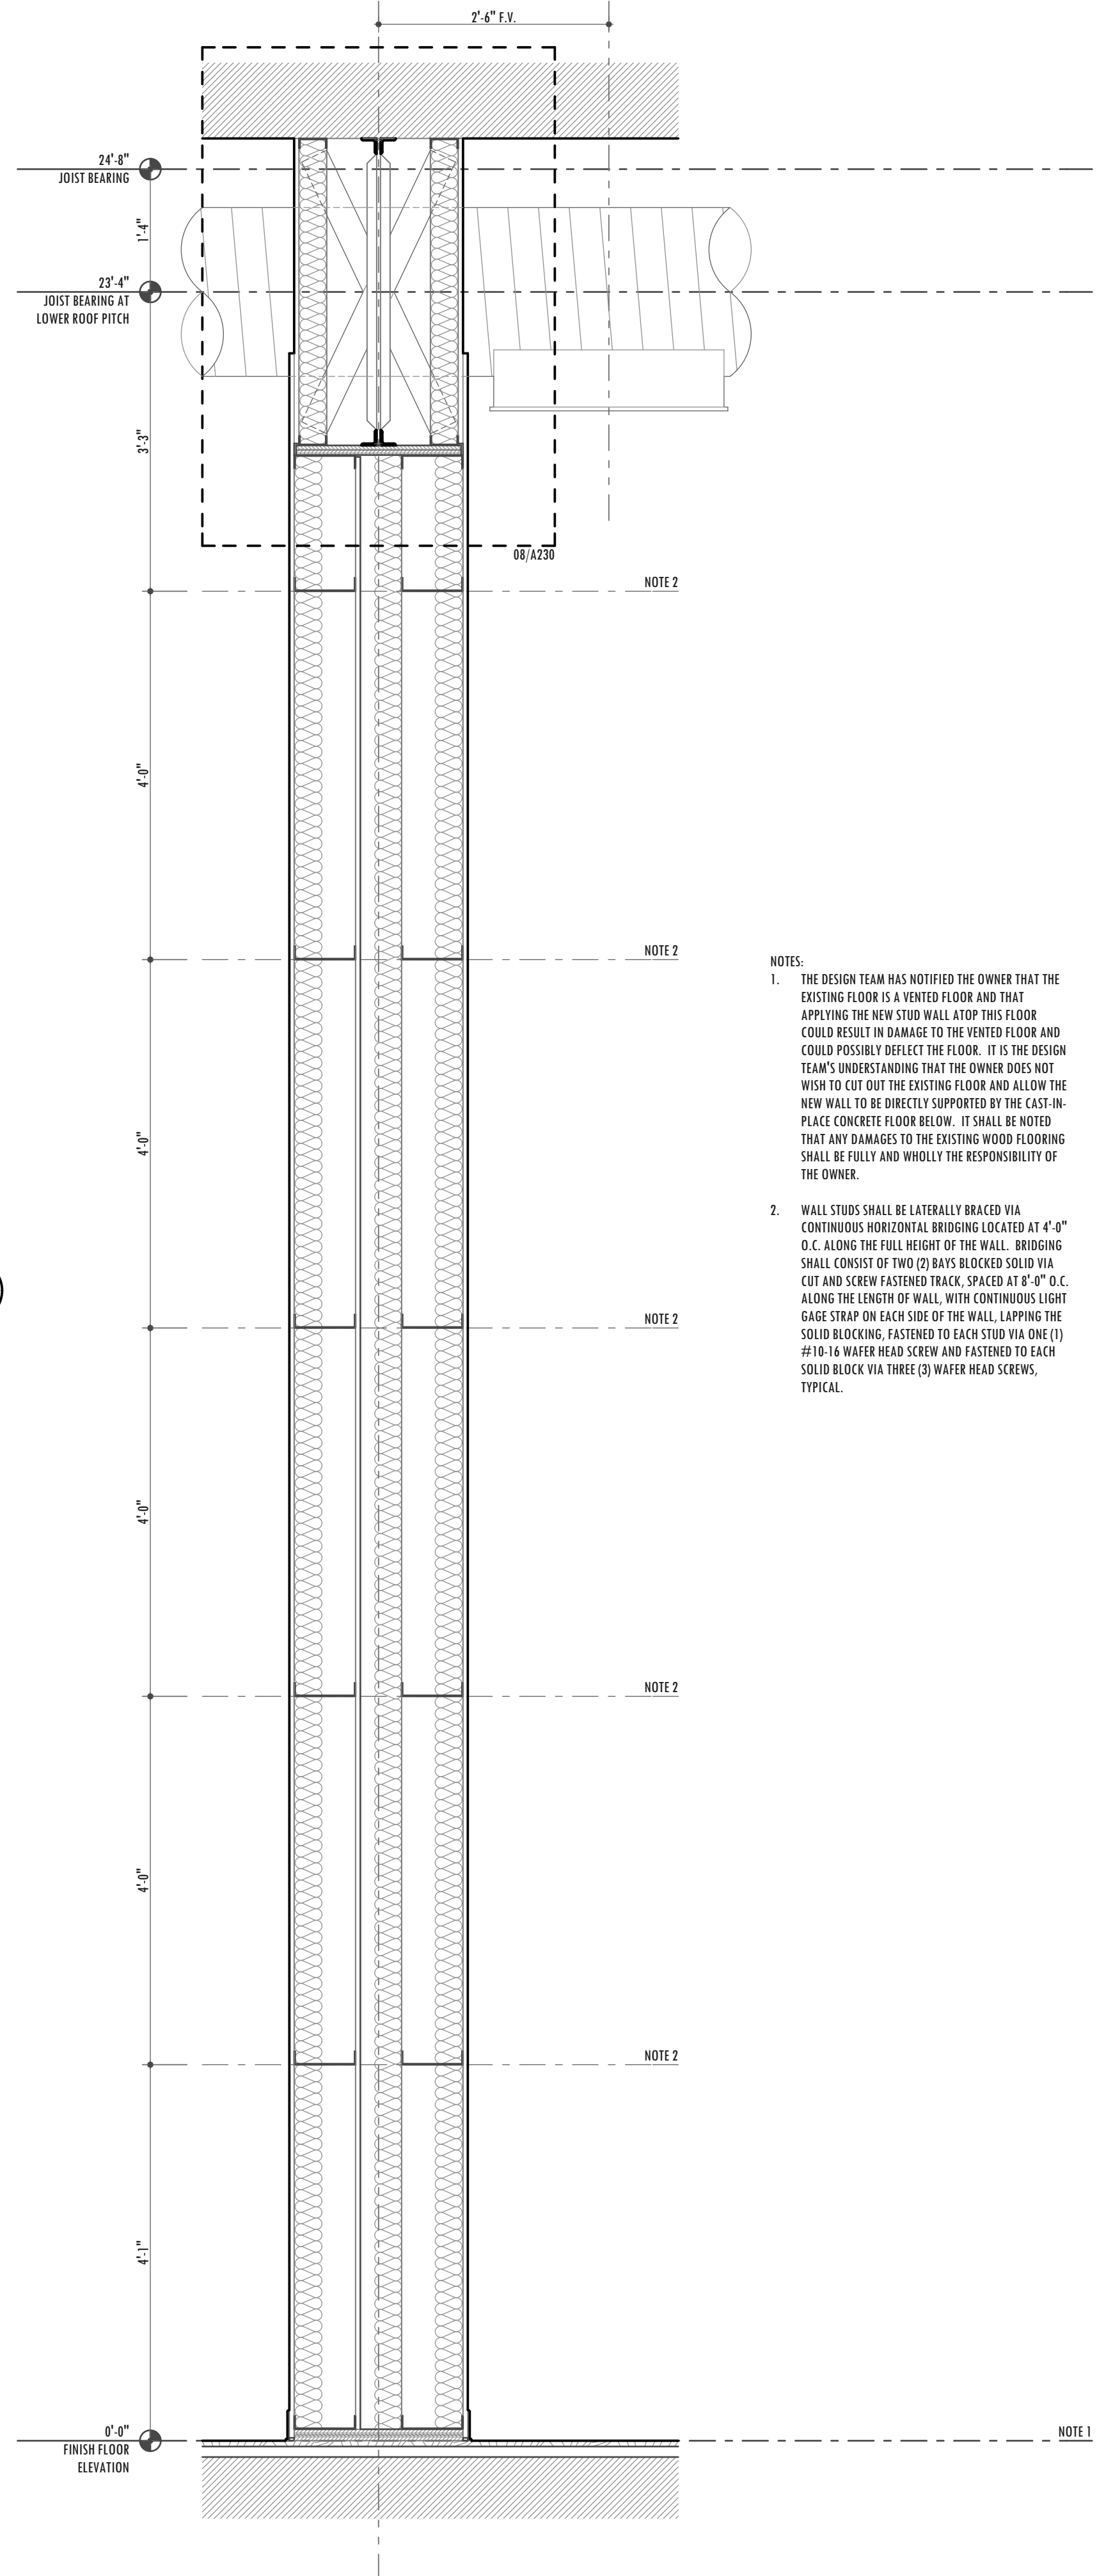 2'-6" F.V.
24'-8"
JOIST BEARING
1'-4"
23'-4"
JOIST BEARING AT
LOWER ROOF PITCH
3'-3"
08/A230
NOTE 2
4'-0"
NOTE 2
NOTES:
1. THE DESIGN TEAM HAS NOTIFIED THE OWNER THAT THE
EXISTING FLOOR IS A VENTED FLOOR AND THAT
APPLYING THE NEW STUD WALL ATOP THIS FLOOR
COULD RESULT IN DAMAGE TO THE VENTED FLOOR AND
COULD POSSIBLY DEFLECT THE FLOOR. IT IS THE DESIGN
TEAM'S UNDERSTANDING THAT THE OWNER DOES NOT
WISH TO CUT OUT THE EXISTING FLOOR AND ALLOW THE
NEW WALL TO BE DIRECTLY SUPPORTED BY THE CAST-IN-
PLACE CONCRETE FLOOR BELOW. IT SHALL BE NOTED
THAT ANY DAMAGES TO THE EXISTING WOOD FLOORING
SHALL BE FULLY AND WHOLLY THE RESPONSIBILITY OF
THE OWNER.
2. WALL STUDS SHALL BE LATERALLY BRACED VIA
CONTINUOUS HORIZONTAL BRIDGING LOCATED AT 4'-0"
O.C. ALONG THE FULL HEIGHT OF THE WALL. BRIDGING
SHALL CONSIST OF TWO (2) BAYS BLOCKED SOLID VIA
CUT AND SCREW FASTENED TRACK, SPACED AT 8'-0" O.C.
ALONG THE LENGTH OF WALL, WITH CONTINUOUS LIGHT
GAGE STRAP ON EACH SIDE OF THE WALL, LAPPING THE
SOLID BLOCKING, FASTENED TO EACH STUD VIA ONE (1)
#10-16 WAFER HEAD SCREW AND FASTENED TO EACH
SOLID BLOCK VIA THREE (3) WAFER HEAD SCREWS,
TYPICAL.
4'-0"
NOTE 2
4'-0"
NOTE 2
4'-0"
NOTE 2
4'-1"
0'-0"
FINISH FLOOR
ELEVATION
NOTE 1